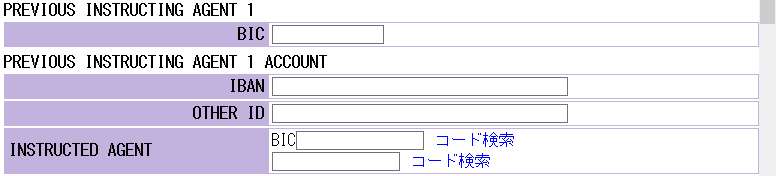 PREVIOUS INSTRUCTING AGENT 1
BIC
PREVIOUS INSTRUCTING AGENT 1 ACCOUNT
IBAN
OTHER ID
INSTRUCTED AGENT
BIC コード検索
コード検索